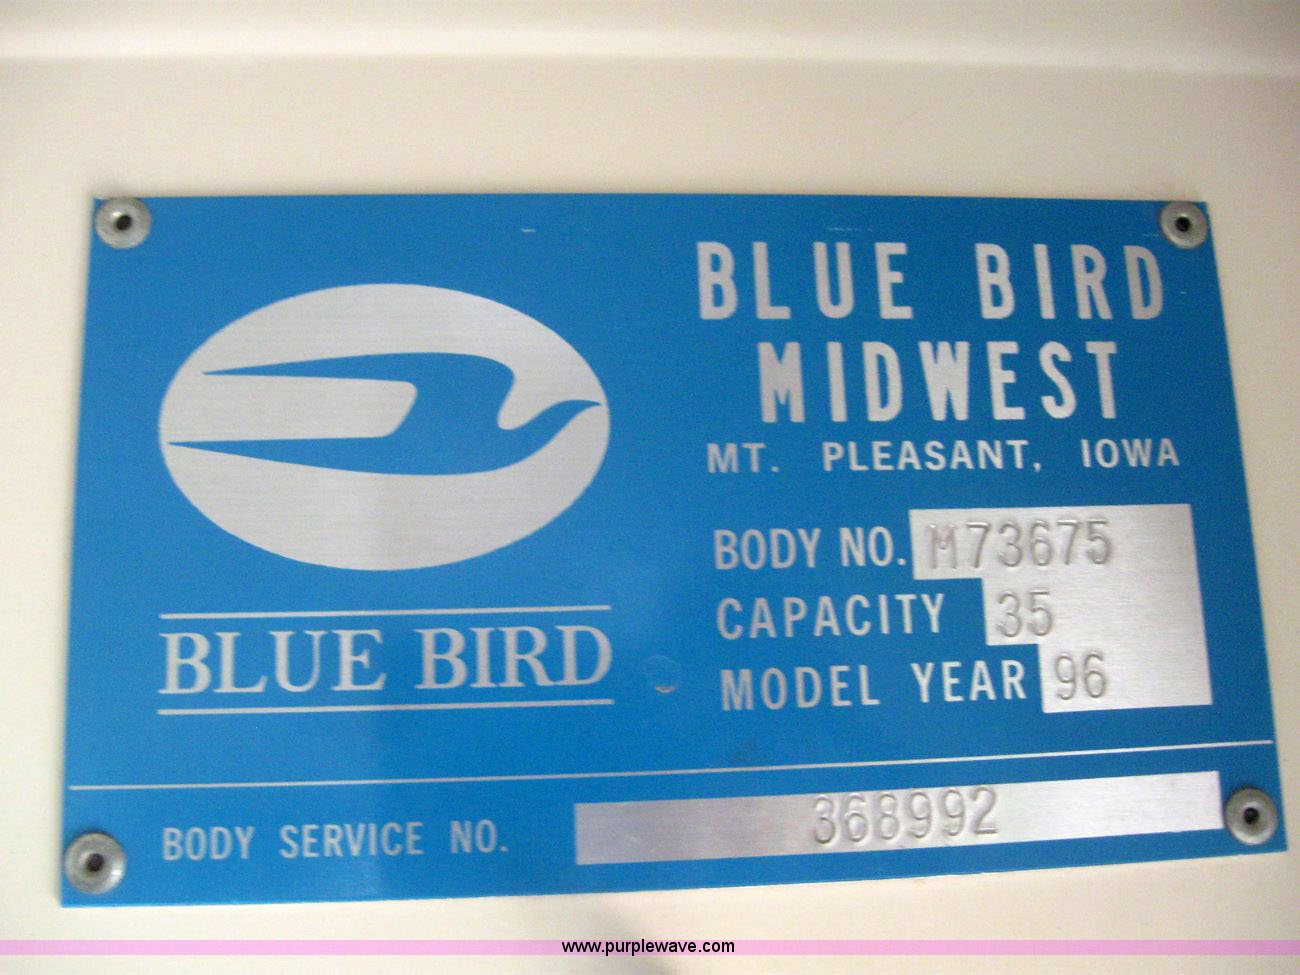 BLUE BIRD
MIDWEST
MT. PLEASANT, IOWA
BODY NO. M73675
CAPACITY 35
MODEL YEAR 96
BLUE BIRD
BODY SERVICE NO. 368992
www.purplewave.com